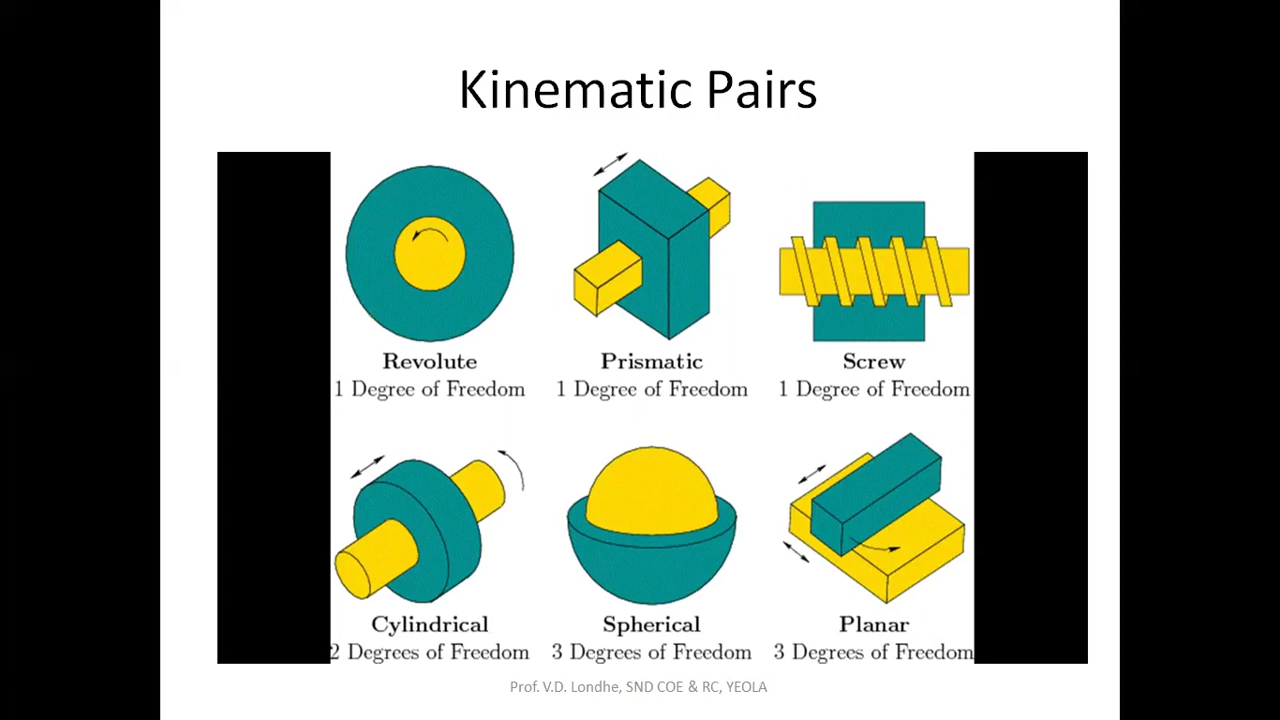 Kinematic Pairs
Revolute
1 Degree of Freedom
Prismatic
1 Degree of Freedom
Screw
1 Degree of Freedom
Cylindrical
2 Degrees of Freedom
Spherical
3 Degrees of Freedom
Planar
3 Degrees of Freedom
Prof. V.D. Londhe, SND COE & RC, YEOLA